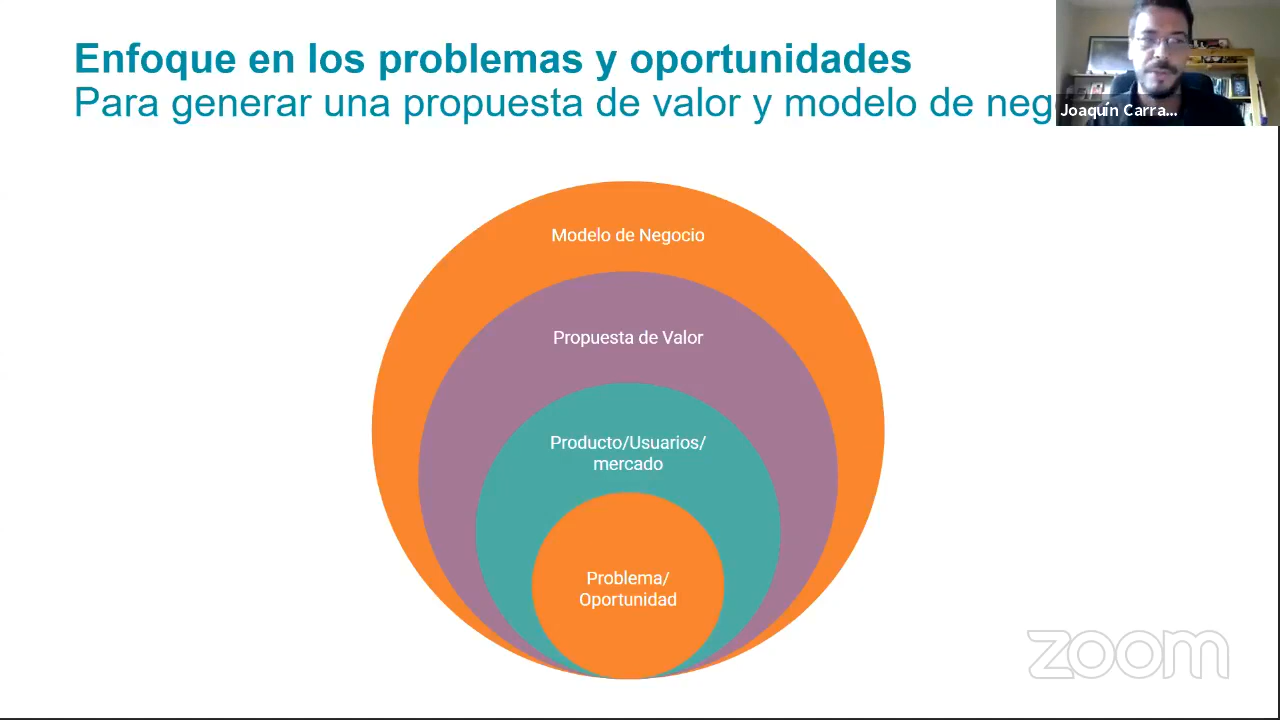 Enfoque en los problemas y oportunidades
Para generar una propuesta de valor y modelo de neg
Joaquín Carra...
Modelo de Negocio
Propuesta de Valor
Producto/Usuarios/
mercado
Problema/
Oportunidad
zoom